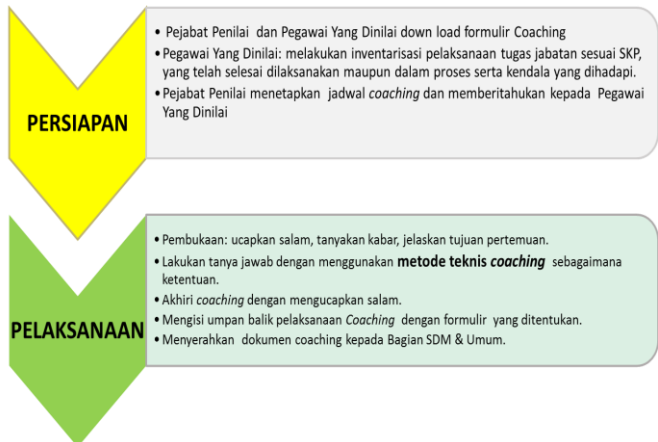 PERSIAPAN
• Pejabat Penilai dan Pegawai Yang Dinilai down load formulir Coaching
• Pegawai Yang Dinilai: melakukan inventarisasi pelaksanaan tugas jabatan sesuai SKP,
yang telah selesai dilaksanakan maupun dalam proses serta kendala yang dihadapi.
• Pejabat Penilai menetapkan jadwal coaching dan memberitahukan kepada Pegawai
Yang Dinilai
PELAKSANAAN
• Pembukaan: ucapkan salam, tanyakan kabar, jelaskan tujuan pertemuan.
• Lakukan tanya jawab dengan menggunakan metode teknis coaching sebagaimana
ketentuan.
• Akhiri coaching dengan mengucapkan salam.
• Mengisi umpan balik pelaksanaan Coaching dengan formulir yang ditentukan.
• Menyerahkan dokumen coaching kepada Bagian SDM & Umum.